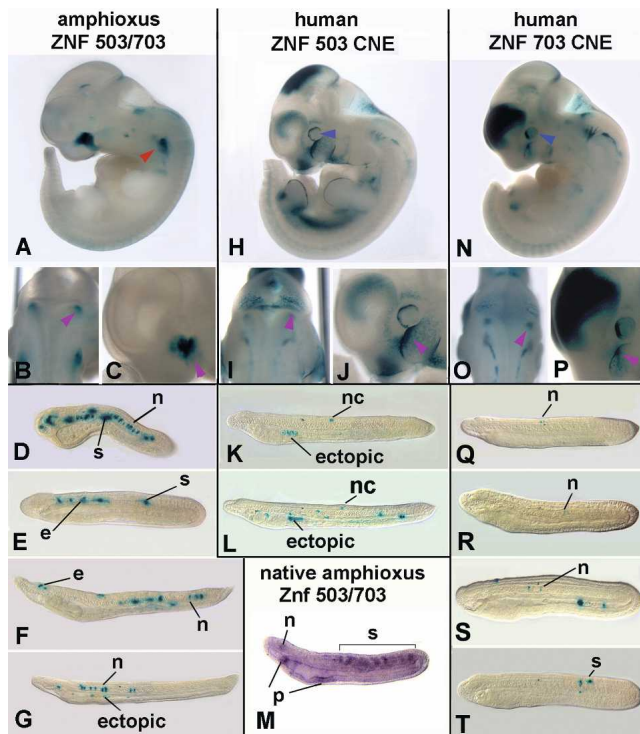 amphioxus
ZNF 503/703
human
ZNF 503 CNE
human
ZNF 703 CNE
A
H
N
B
C
I
J
O
P
n
D
s
nc
K
ectopic
n
Q
s
E
e
nc
L
ectopic
n
R
e
F
n
native amphioxus
Znf 503/703
n
s
M
p
n
S
n
G
ectopic
s
T